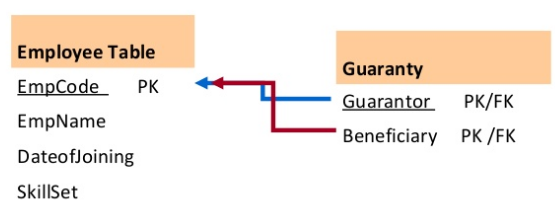 Employee Table
EmpCode PK
EmpName
DateofJoining
SkillSet
Guaranty
Guarantor PK/FK
Beneficiary PK /FK